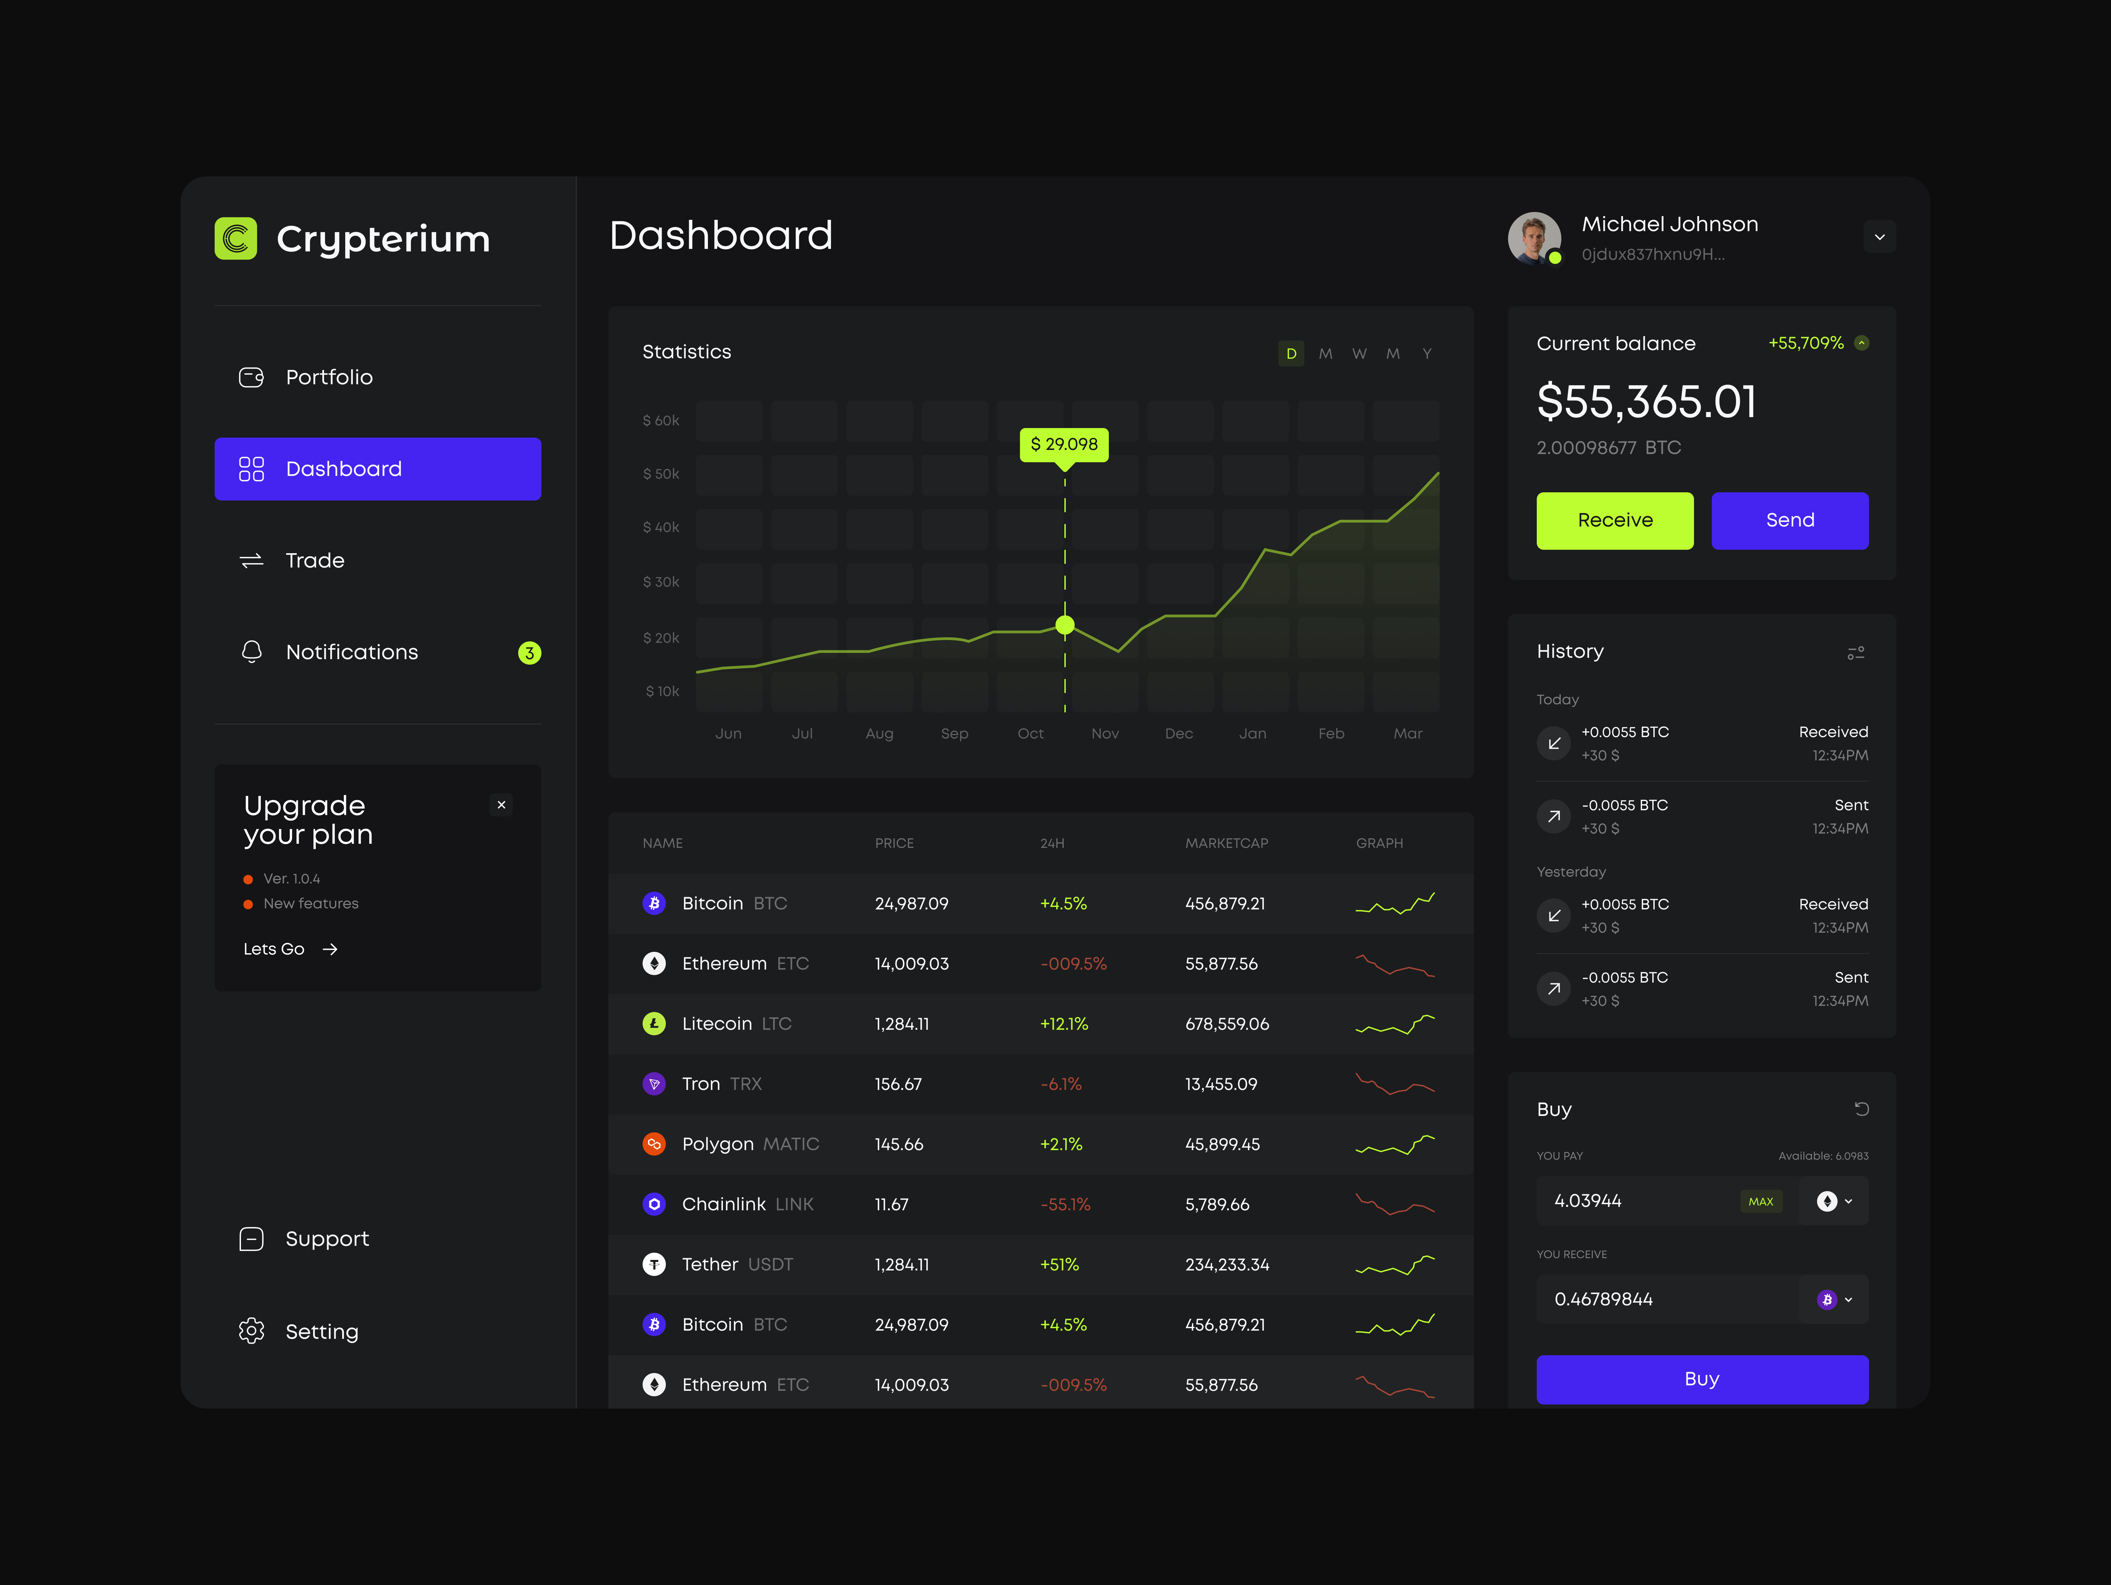 Crypterium
Portfolio
Dashboard
Trade
Notifications 3
Upgrade
your plan
Ver. 1.0.4
New features
Lets Go
Support
Setting
Dashboard
Michael Johnson
0jdux837hxnu9H...
Statistics
D M W M Y
$ 60k
$ 50k
$ 40k
$ 30k
$ 20k
$ 10k
$ 29.098
Jun Jul Aug Sep Oct Nov Dec Jan Feb Mar
NAME PRICE 24H MARKETCAP GRAPH
Bitcoin BTC 24,987.09 +4.5% 456,879.21
Ethereum ETC 14,009.03 -009.5% 55,877.56
Litecoin LTC 1,284.11 +12.1% 678,559.06
Tron TRX 156.67 -6.1% 13,455.09
Polygon MATIC 145.66 +2.1% 45,899.45
Chainlink LINK 11.67 -55.1% 5,789.66
Tether USDT 1,284.11 +51% 234,233.34
Bitcoin BTC 24,987.09 +4.5% 456,879.21
Ethereum ETC 14,009.03 -009.5% 55,877.56
Current balance +55,709%
$55,365.01
2.00098677 BTC
Receive Send
History
Today
+0.0055 BTC Received
+30 $ 12:34PM
-0.0055 BTC Sent
+30 $ 12:34PM
Yesterday
+0.0055 BTC Received
+30 $ 12:34PM
-0.0055 BTC Sent
+30 $ 12:34PM
Buy
YOU PAY Available: 6.0983
4.03944 MAX
YOU RECEIVE
0.46789844
Buy